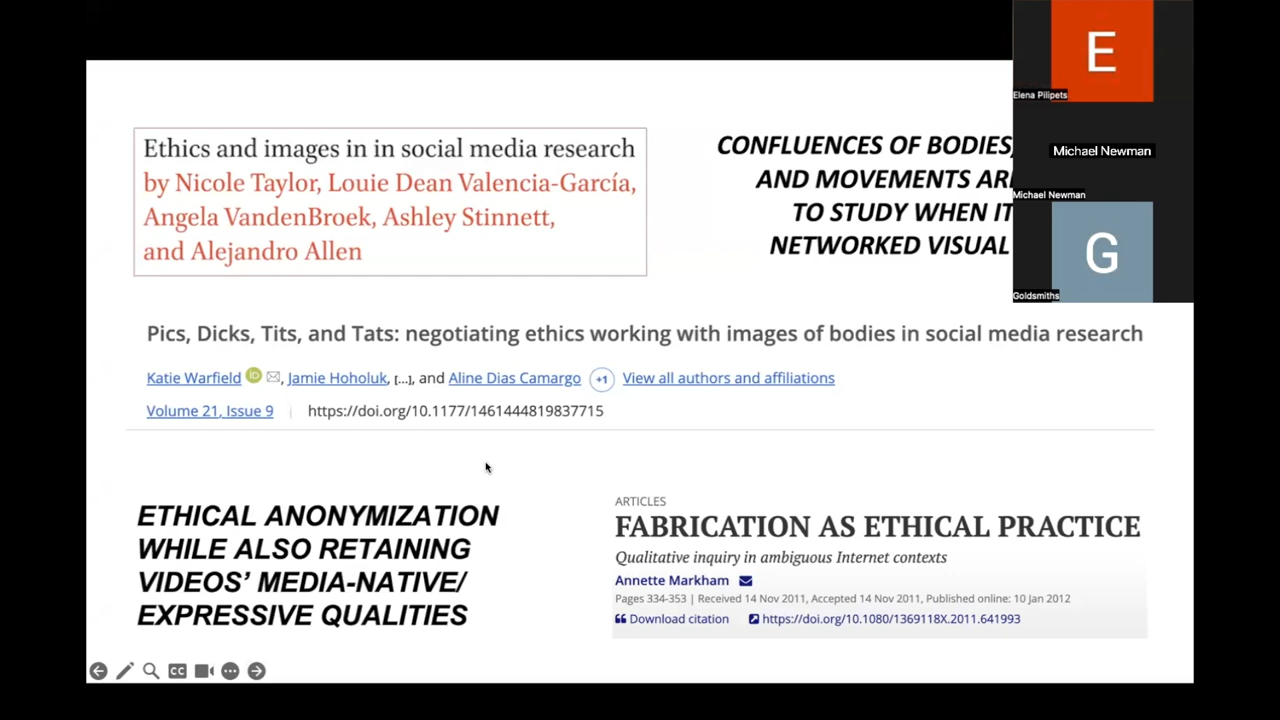 Ethics and images in in social media research
by Nicole Taylor, Louie Dean Valencia-García,
Angela VandenBroek, Ashley Stinnett,
and Alejandro Allen
CONFLUENCES OF BODIES,
AND MOVEMENTS AR
TO STUDY WHEN IT
NETWORKED VISUAL
E
Elena Pilipets
Michael Newman
Michael Newman
G
Goldsmiths
Pics, Dicks, Tits, and Tats: negotiating ethics working with images of bodies in social media research
Katie Warfield iD, Jamie Hoholuk, [...], and Aline Dias Camargo +1 View all authors and affiliations
Volume 21, Issue 9 https://doi.org/10.1177/1461444819837715
ETHICAL ANONYMIZATION
WHILE ALSO RETAINING
VIDEOS’ MEDIA-NATIVE/
EXPRESSIVE QUALITIES
ARTICLES
FABRICATION AS ETHICAL PRACTICE
Qualitative inquiry in ambiguous Internet contexts
Annette Markham
Pages 334-353 | Received 14 Nov 2011, Accepted 14 Nov 2011, Published online: 10 Jan 2012
Download citation https://doi.org/10.1080/1369118X.2011.641993
CC